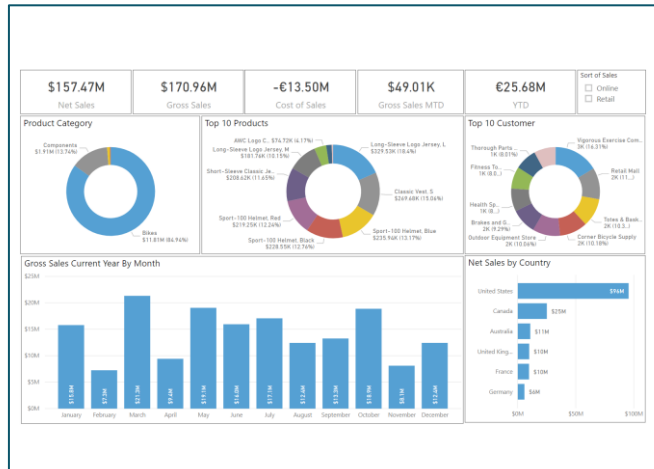 $157.47M
Net Sales
$170.96M
Gross Sales
-€13.50M
Cost of Sales
$49.01K
Gross Sales MTD
€25.68M
YTD
Sort of Sales
Online
Retail
Product Category
Components
$1.91M (13.74%)
Bikes
$11.81M (84.96%)
Top 10 Products
AWC Logo C... $74.72K (4.17%)
Long-Sleeve Logo Jersey, M
$181.76K (10.15%)
Short-Sleeve Classic Je...
$208.62K (11.65%)
Sport-100 Helmet, Red
$219.25K (12.26%)
Sport-100 Helmet, Black
$228.55K (12.76%)
Long-Sleeve Logo Jersey, L
$329.53K (18.4%)
Classic Vest, S
$269.68K (15.06%)
Sport-100 Helmet, Blue
$235.94K (13.17%)
Top 10 Customer
Thorough Parts ...
1K (8.01%)
Fitness To...
1K (8.0...)
Health Sp...
1K (8....)
Brakes and G...
2K (9.29%)
Outdoor Equipment Store
2K (10.06%)
Vigorous Exercise Com...
3K (16.31%)
Retail Mall
2K (11...)
Totes & Bask...
2K (10.3...)
Corner Bicycle Supply
2K (10.18%)
Gross Sales Current Year By Month
$25M
$20M
$15M
$10M
$5M
$0M
$15.8M
$7.3M
$21.3M
$9.4M
$19.1M
$16.0M
$17.1M
$12.4M
$13.3M
$18.9M
$8.1M
$12.4M
January
February
March
April
May
June
July
August
September
October
November
December
Net Sales by Country
United States
$96M
Canada
$25M
Australia
$11M
United King...
$10M
France
$10M
Germany
$6M
$0M
$50M
$100M